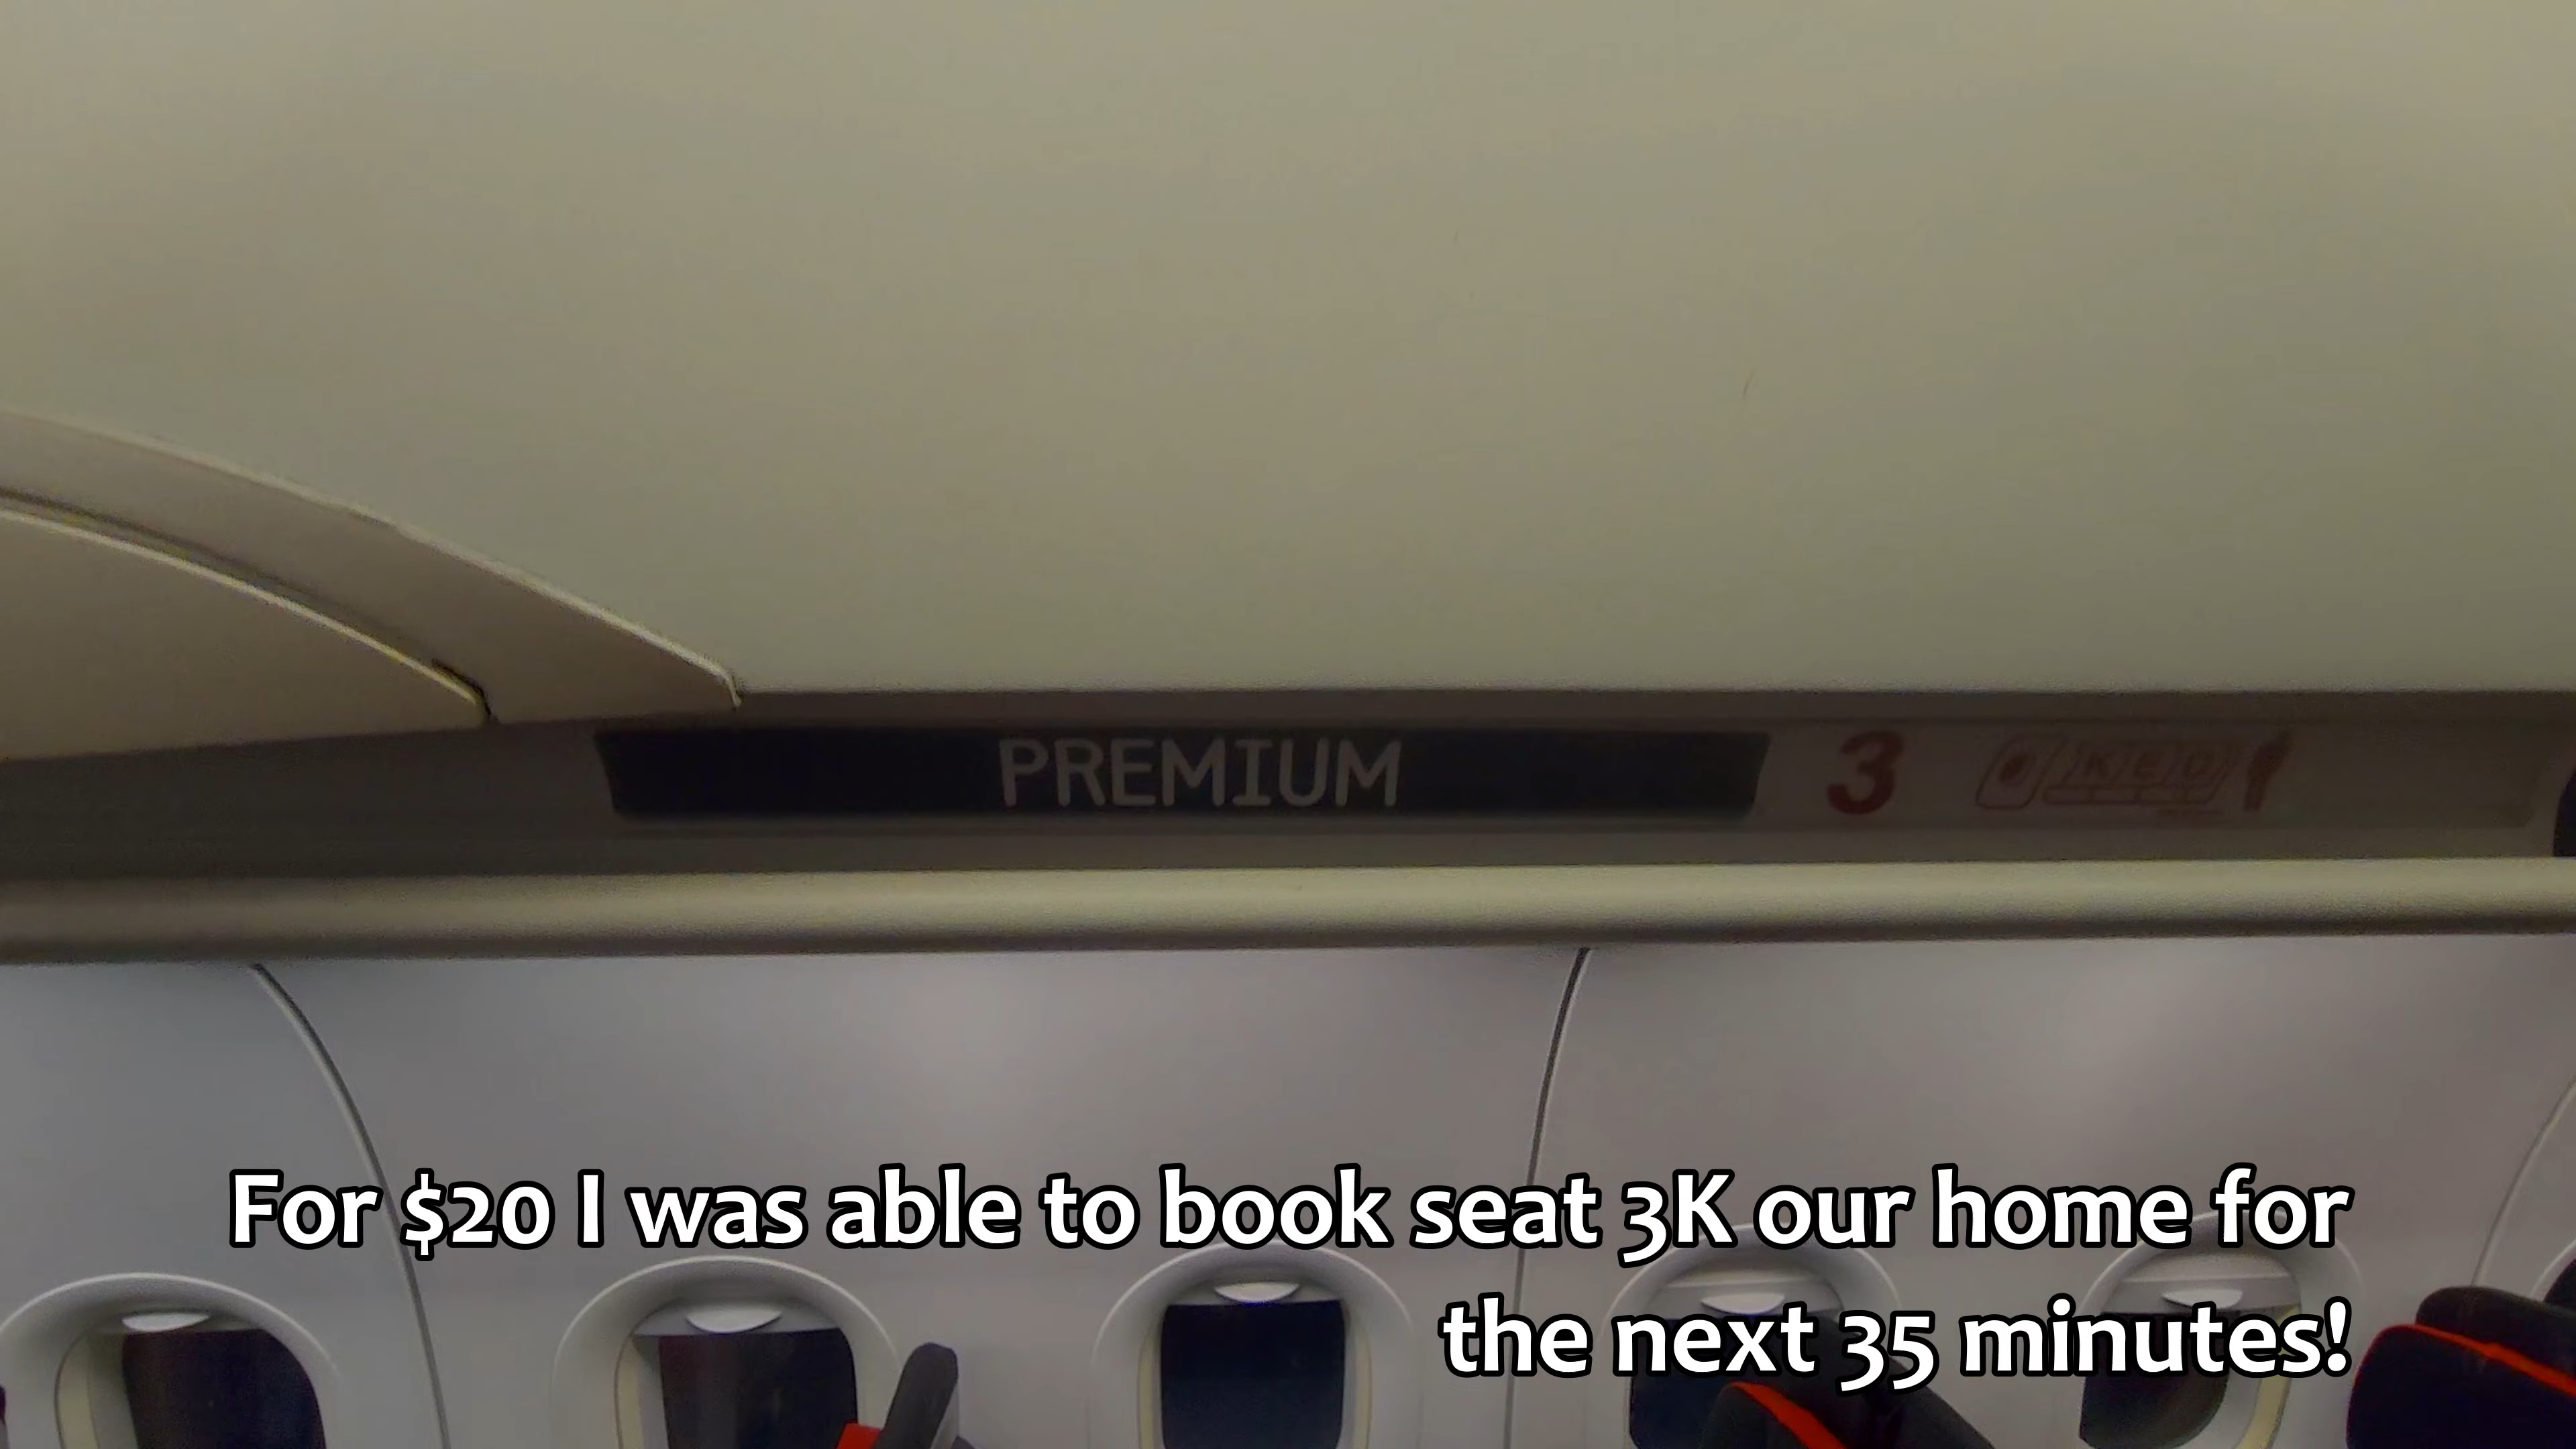 PREMIUM
3
K E D
For $20 I was able to book seat 3K our home for
the next 35 minutes!